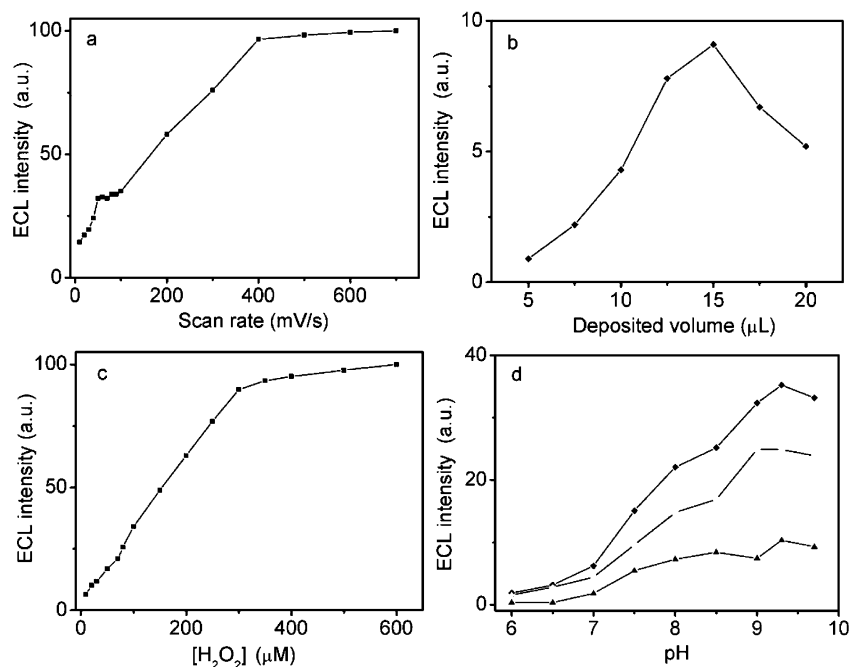 a
100
50
0
0 200 400 600
Scan rate (mV/s)
ECL intensity (a.u.)
b
10
5
0
5 10 15 20
Deposited volume (μL)
ECL intensity (a.u.)
c
100
50
0
0 200 400 600
[H₂O₂] (μM)
ECL intensity (a.u.)
d
40
20
0
6 7 8 9 10
pH
ECL intensity (a.u.)